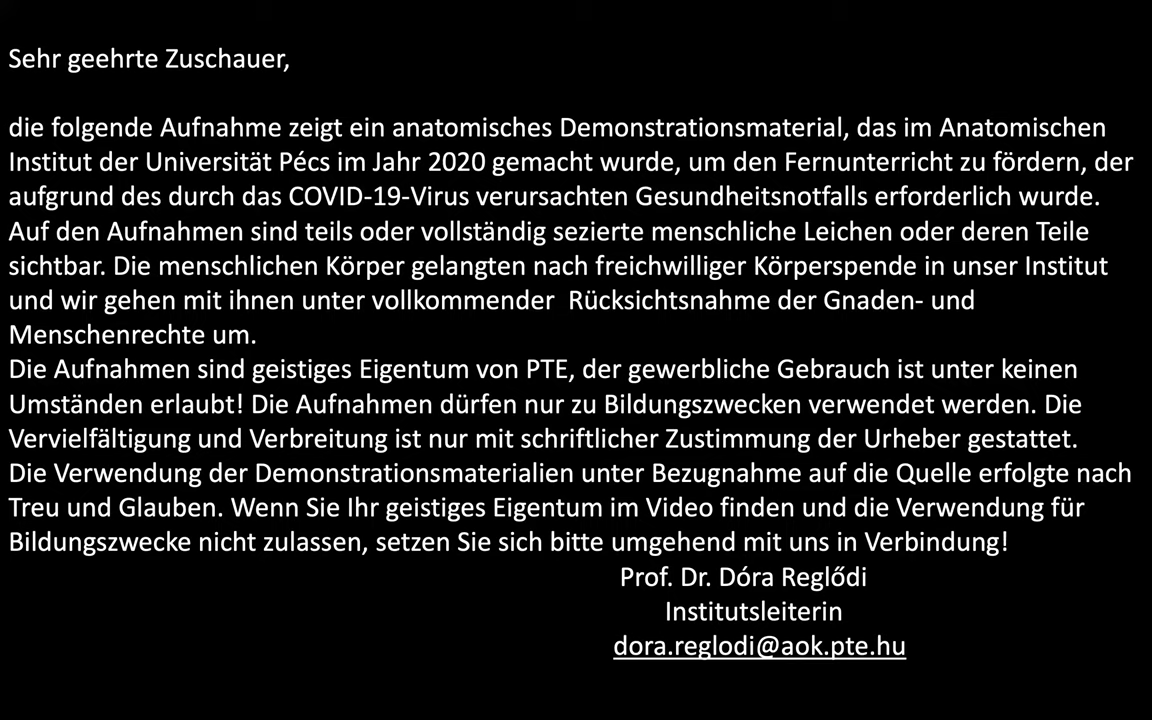 Sehr geehrte Zuschauer,
die folgende Aufnahme zeigt ein anatomisches Demonstrationsmaterial, das im Anatomischen
Institut der Universität Pécs im Jahr 2020 gemacht wurde, um den Fernunterricht zu fördern, der
aufgrund des durch das COVID-19-Virus verursachten Gesundheitsnotfalls erforderlich wurde.
Auf den Aufnahmen sind teils oder vollständig sezierte menschliche Leichen oder deren Teile
sichtbar. Die menschlichen Körper gelangten nach freichwilliger Körperspende in unser Institut
und wir gehen mit ihnen unter vollkommender  Rücksichtsnahme der Gnaden- und
Menschenrechte um.
Die Aufnahmen sind geistiges Eigentum von PTE, der gewerbliche Gebrauch ist unter keinen
Umständen erlaubt! Die Aufnahmen dürfen nur zu Bildungszwecken verwendet werden. Die
Vervielfältigung und Verbreitung ist nur mit schriftlicher Zustimmung der Urheber gestattet.
Die Verwendung der Demonstrationsmaterialien unter Bezugnahme auf die Quelle erfolgte nach
Treu und Glauben. Wenn Sie Ihr geistiges Eigentum im Video finden und die Verwendung für
Bildungszwecke nicht zulassen, setzen Sie sich bitte umgehend mit uns in Verbindung!
Prof. Dr. Dóra Reglődi
Institutsleiterin
dora.reglodi@aok.pte.hu